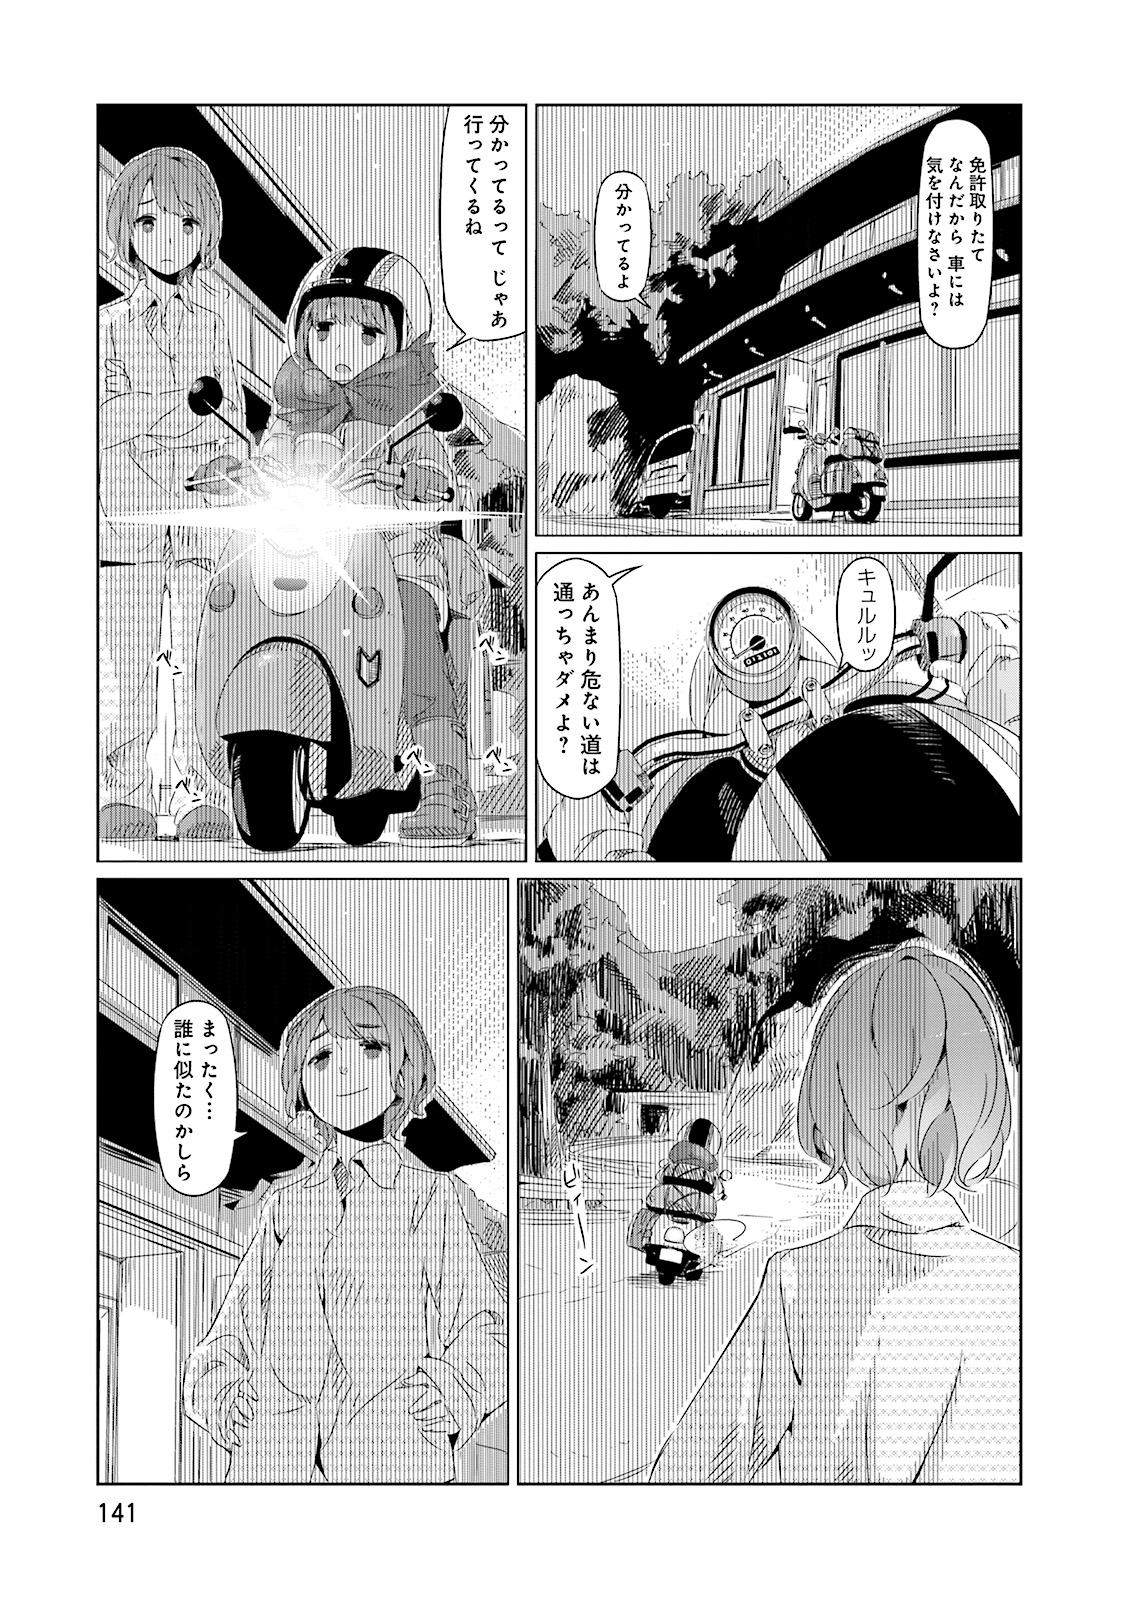 免許取りたて
なんだから 車には
気を付けなさいよ?
分かってるよ
キュルルッ
あんまり危ない道は
通っちゃダメよ?
分かってるって じゃあ
行ってくるね
ベンベン
ベンベン
ビィーン
まったく…
誰に似たのかしら
141